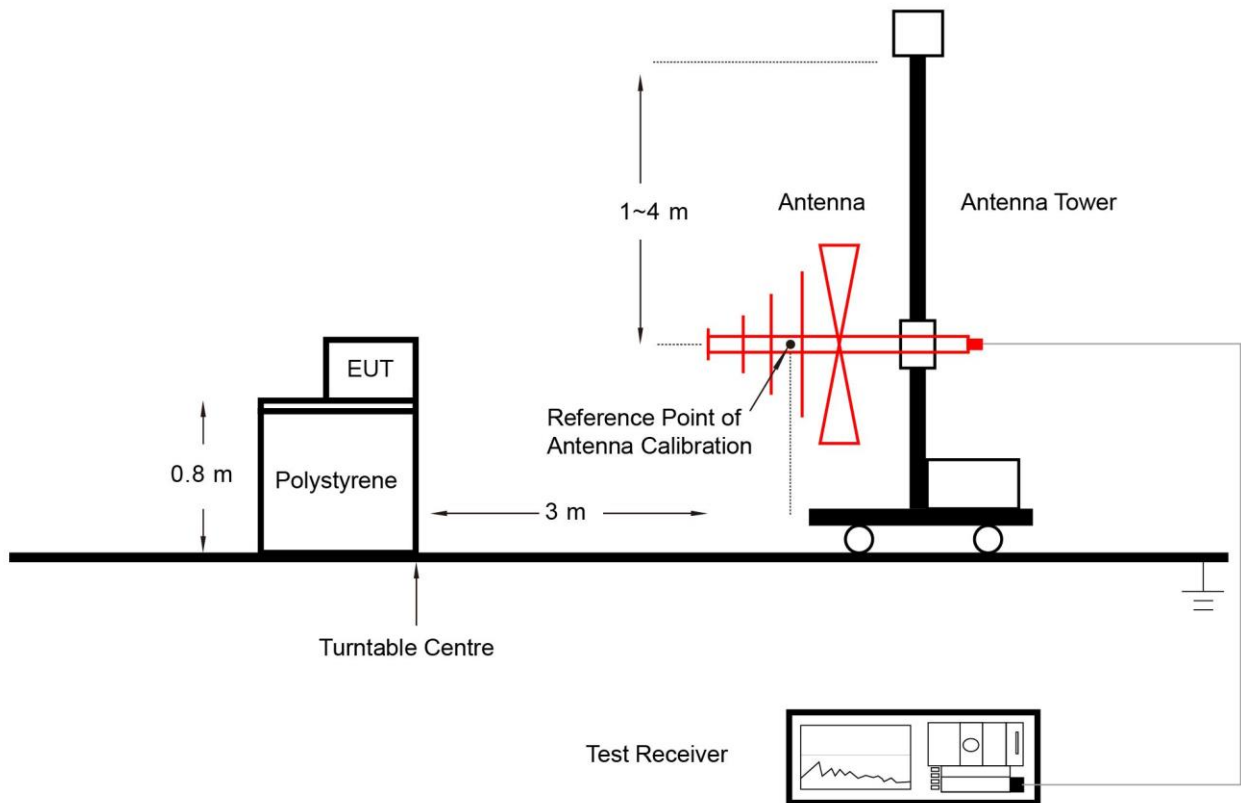 1~4 m
Antenna
Antenna Tower
EUT
Reference Point of
Antenna Calibration
0.8 m
Polystyrene
3 m
Turntable Centre
Test Receiver